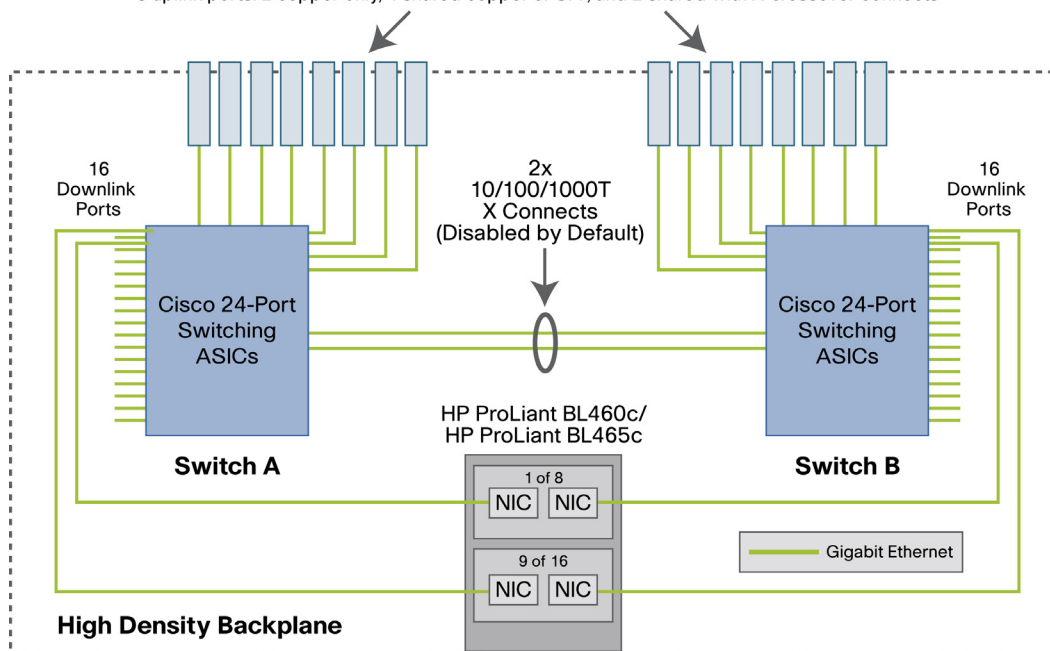 16
Downlink
Ports
2x
10/100/1000T
X Connects
(Disabled by Default)
16
Downlink
Ports
Cisco 24-Port
Switching
ASICs
Cisco 24-Port
Switching
ASICs
HP ProLiant BL460c/
HP ProLiant BL465c
Switch A
Switch B
1 of 8
NIC NIC
Gigabit Ethernet
9 of 16
NIC NIC
High Density Backplane